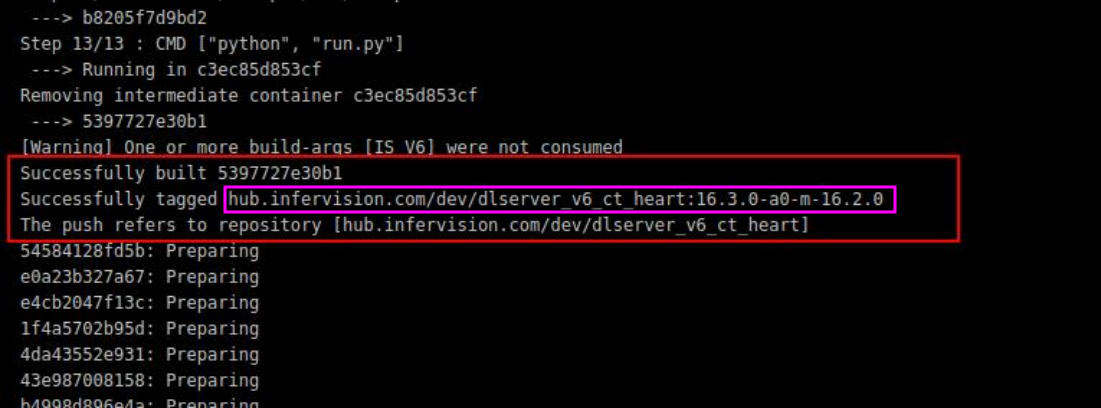 ---> b8205f7d9bd2
Step 13/13 : CMD ["python", "run.py"]
---> Running in c3ec85d853cf
Removing intermediate container c3ec85d853cf
---> 5397727e30b1
[Warning] One or more build-args [IS_V6] were not consumed
Successfully built 5397727e30b1
Successfully tagged hub.infervision.com/dev/dlserver_v6_ct_heart:16.3.0-a0-m-16.2.0
The push refers to repository [hub.infervision.com/dev/dlserver_v6_ct_heart]
54584128fd5b: Preparing
e0a23b327a67: Preparing
e4cb2047f13c: Preparing
1f4a5702b95d: Preparing
4da43552e931: Preparing
43e987008158: Preparing
b4998d896e4a: Preparing